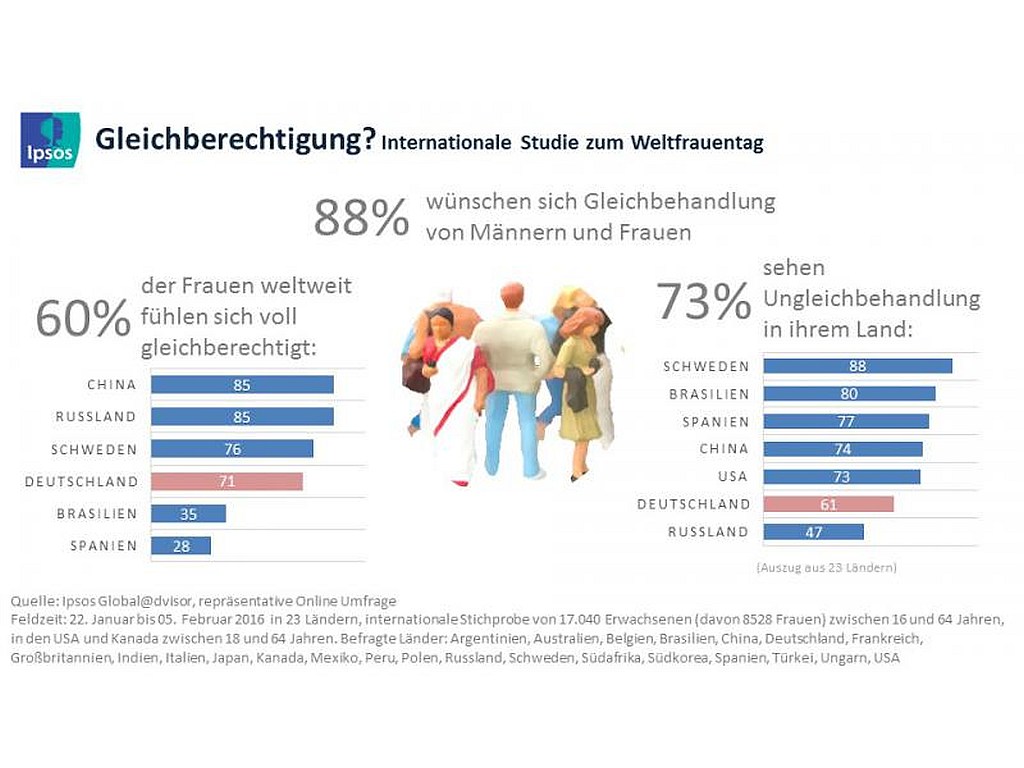 Ipsos
Gleichberechtigung? Internationale Studie zum Weltfrauentag
88% wünschen sich Gleichbehandlung
von Männern und Frauen
60% der Frauen weltweit
fühlen sich voll
gleichberechtigt:
CHINA 85
RUSSLAND 85
SCHWEDEN 76
DEUTSCHLAND 71
BRASILIEN 35
SPANIEN 28
73% sehen
Ungleichbehandlung
in ihrem Land:
SCHWEDEN 88
BRASILIEN 80
SPANIEN 77
CHINA 74
USA 73
DEUTSCHLAND 61
RUSSLAND 47
(Auszug aus 23 Ländern)
Quelle: Ipsos Global@dvisor, repräsentative Online Umfrage
Feldzeit: 22. Januar bis 05. Februar 2016 in 23 Ländern, internationale Stichprobe von 17.040 Erwachsenen (davon 8528 Frauen) zwischen 16 und 64 Jahren,
in den USA und Kanada zwischen 18 und 64 Jahren. Befragte Länder: Argentinien, Australien, Belgien, Brasilien, China, Deutschland, Frankreich,
Großbritannien, Indien, Italien, Japan, Kanada, Mexiko, Peru, Polen, Russland, Schweden, Südafrika, Südkorea, Spanien, Türkei, Ungarn, USA